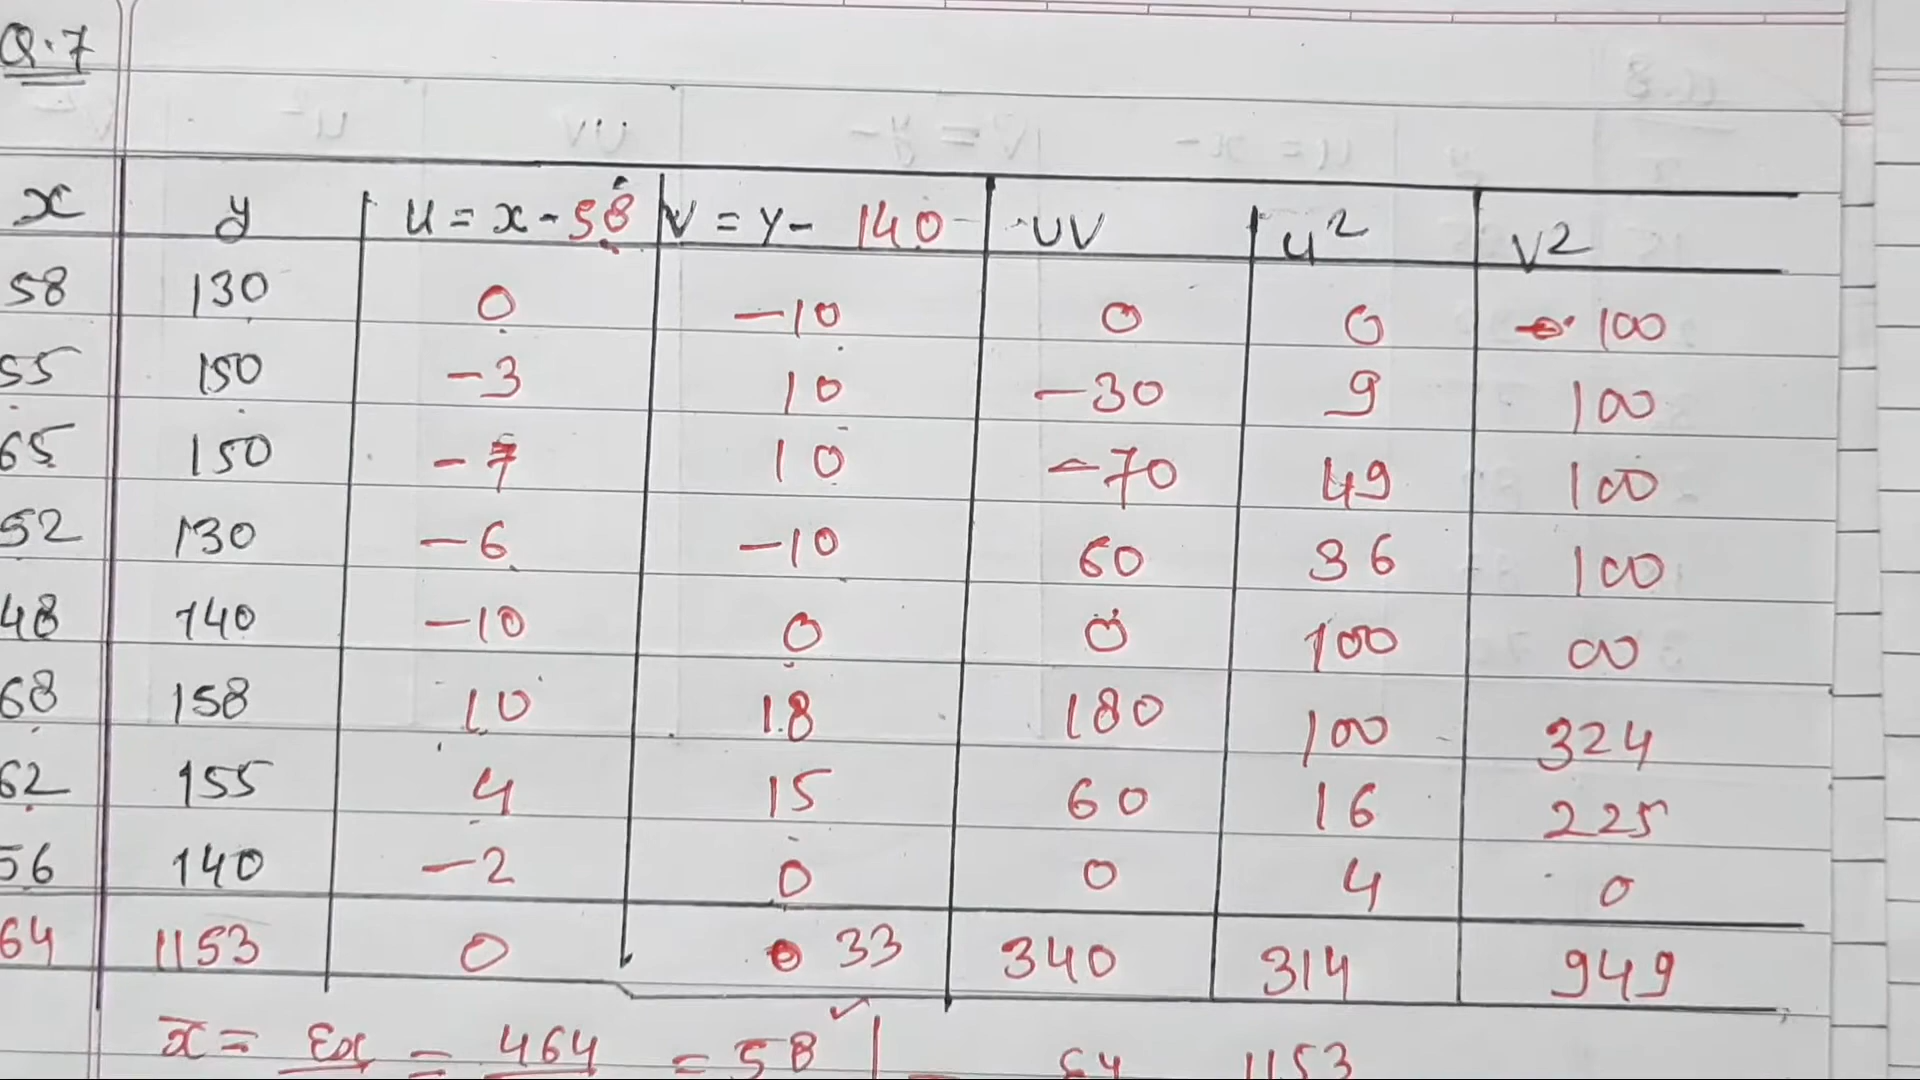 Q.7
x y u = x - 58 v = y - 140 uv u² v²
58 130 0 -10 0 0 100
55 150 -3 10 -30 9 100
65 150 -7 10 -70 49 100
52 130 -6 -10 60 36 100
48 140 -10 0 0 100 00
68 158 10 18 180 100 324
62 155 4 15 60 16 225
56 140 -2 0 0 4 0
64 1153 0 33 340 314 949
x̄ = Σx = 464 = 58 1153